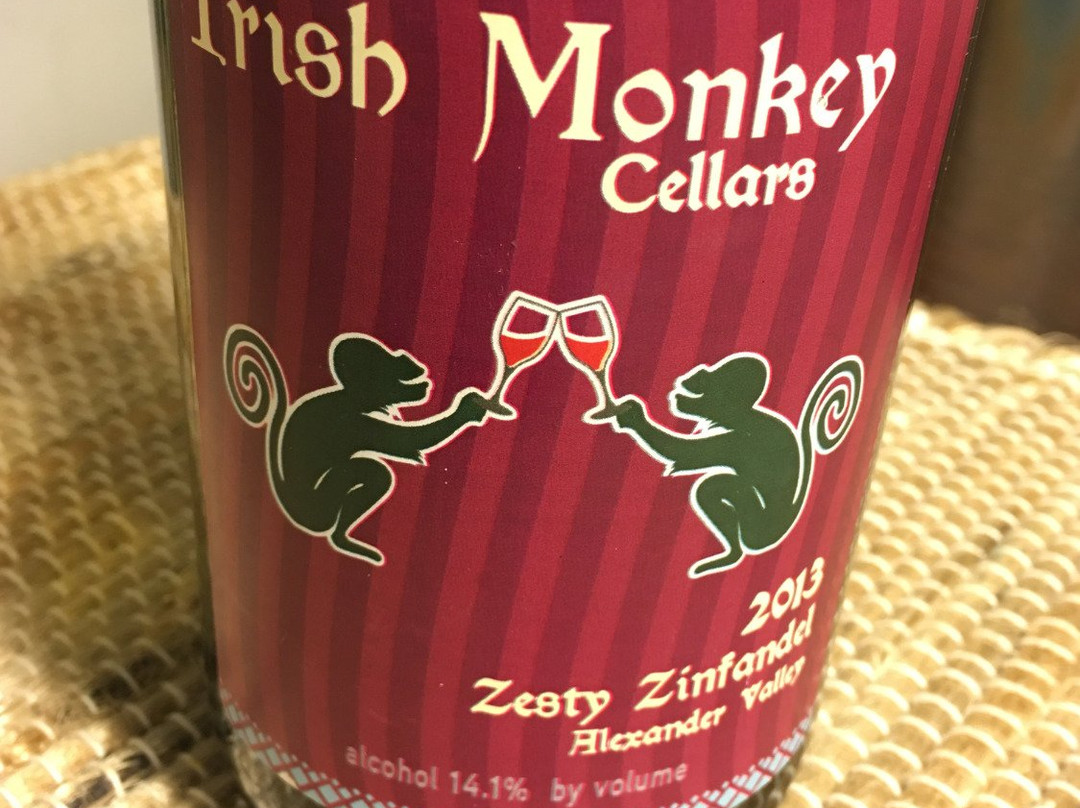 Irish Monkey
Cellars
2013
Zesty Zinfandel
Alexander Valley
alcohol 14.1% by volume